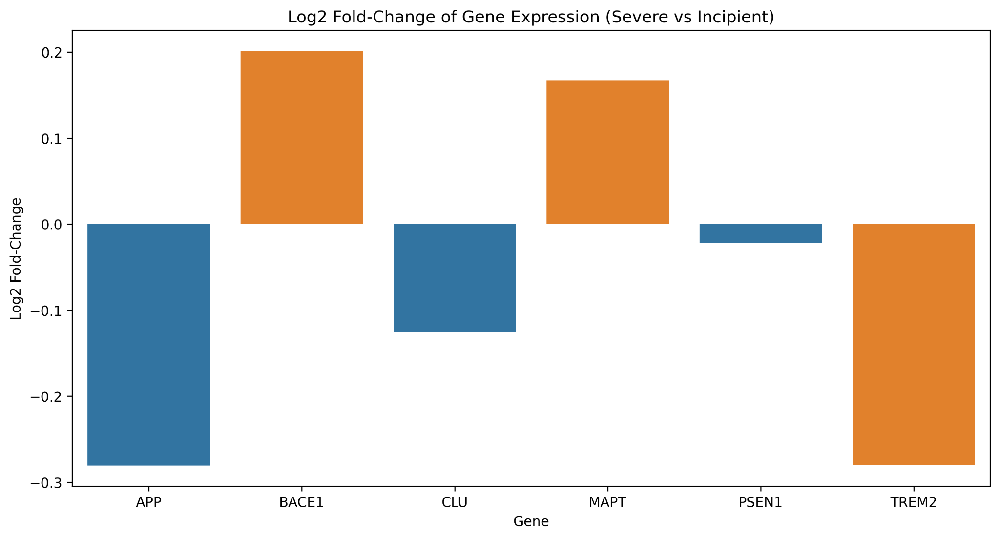 Log2 Fold-Change of Gene Expression (Severe vs Incipient)
0.2
0.1
0.0
−0.1
−0.2
−0.3
Log2 Fold-Change
APP BACE1 CLU MAPT PSEN1 TREM2
Gene